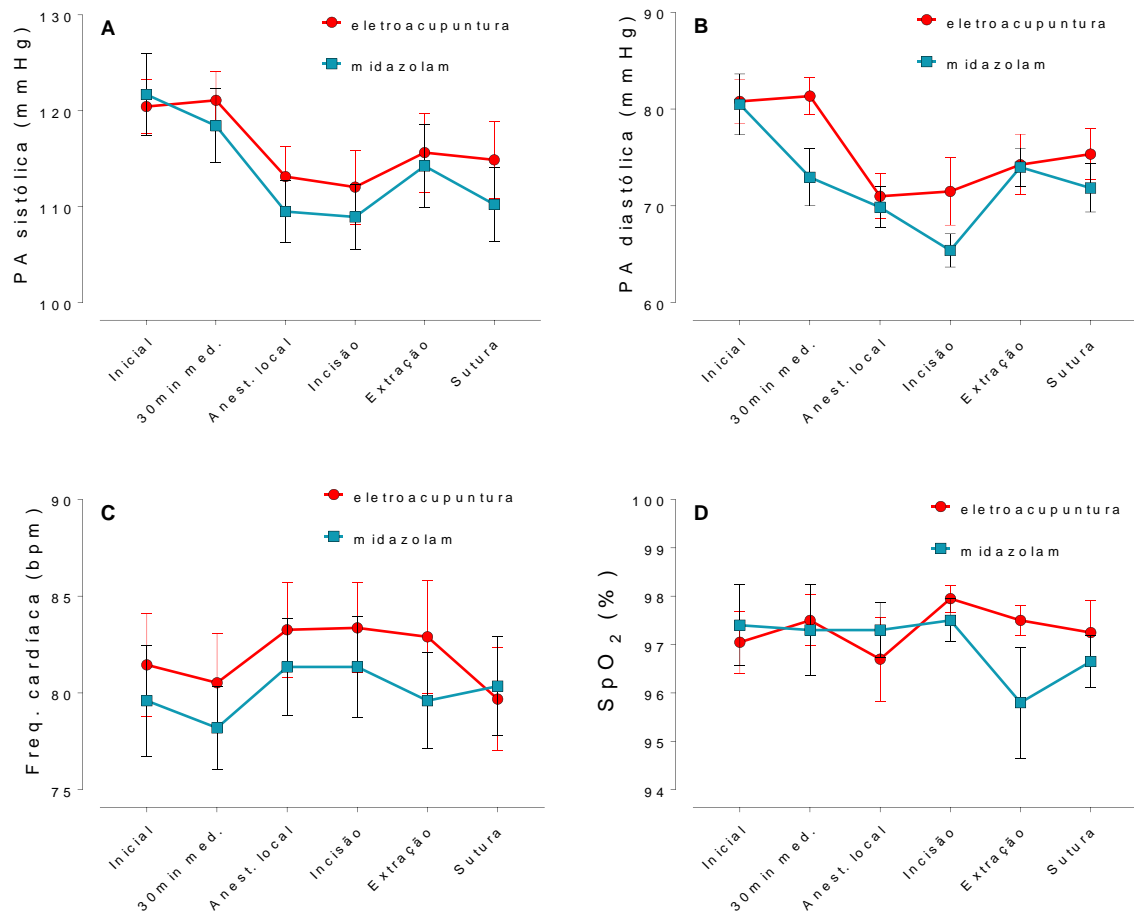 A
eletroacupuntura
midazolam
PA sistólica (mmHg)
130
120
110
100
Inicial
30min med.
Anest. local
Incisão
Extração
Sutura
B
eletroacupuntura
midazolam
PA diastólica (mmHg)
90
80
70
60
Inicial
30min med.
Anest. local
Incisão
Extração
Sutura
C
eletroacupuntura
midazolam
Freq. cardíaca (bpm)
90
85
80
75
Inicial
30min med.
Anest. local
Incisão
Extração
Sutura
D
eletroacupuntura
midazolam
SpO2 (%)
100
99
98
97
96
95
94
Inicial
30min med.
Anest. local
Incisão
Extração
Sutura